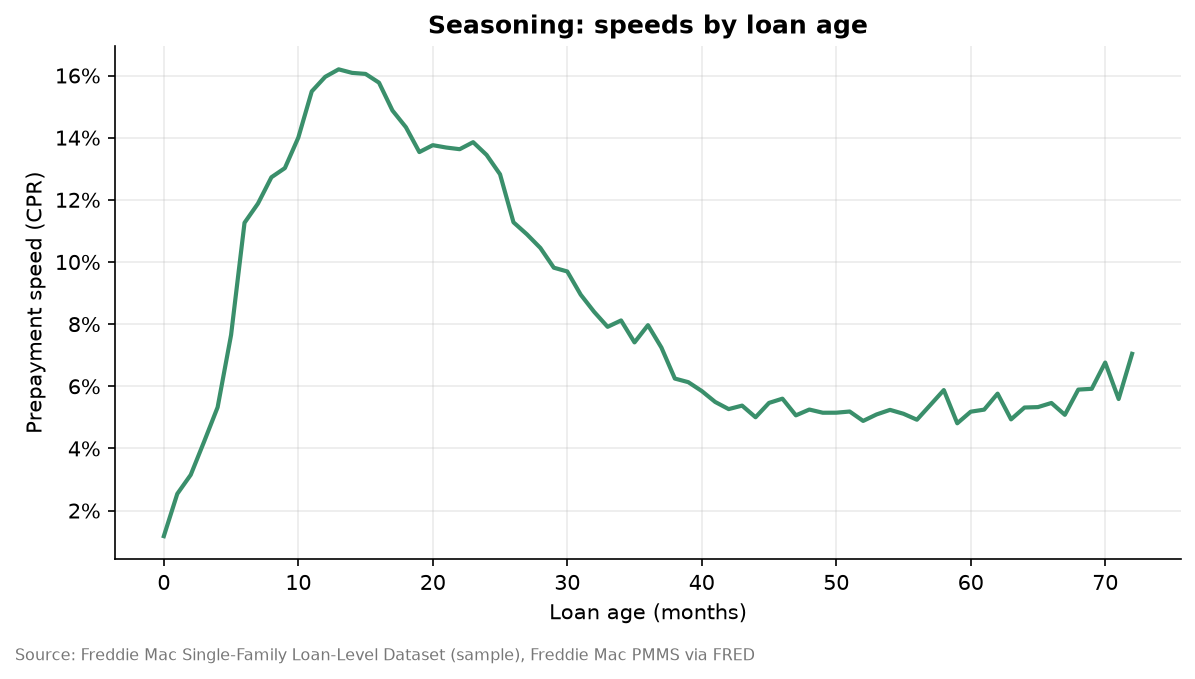 Seasoning: speeds by loan age
Prepayment speed (CPR)
16%
14%
12%
10%
8%
6%
4%
2%
0 10 20 30 40 50 60 70
Loan age (months)
Source: Freddie Mac Single-Family Loan-Level Dataset (sample), Freddie Mac PMMS via FRED